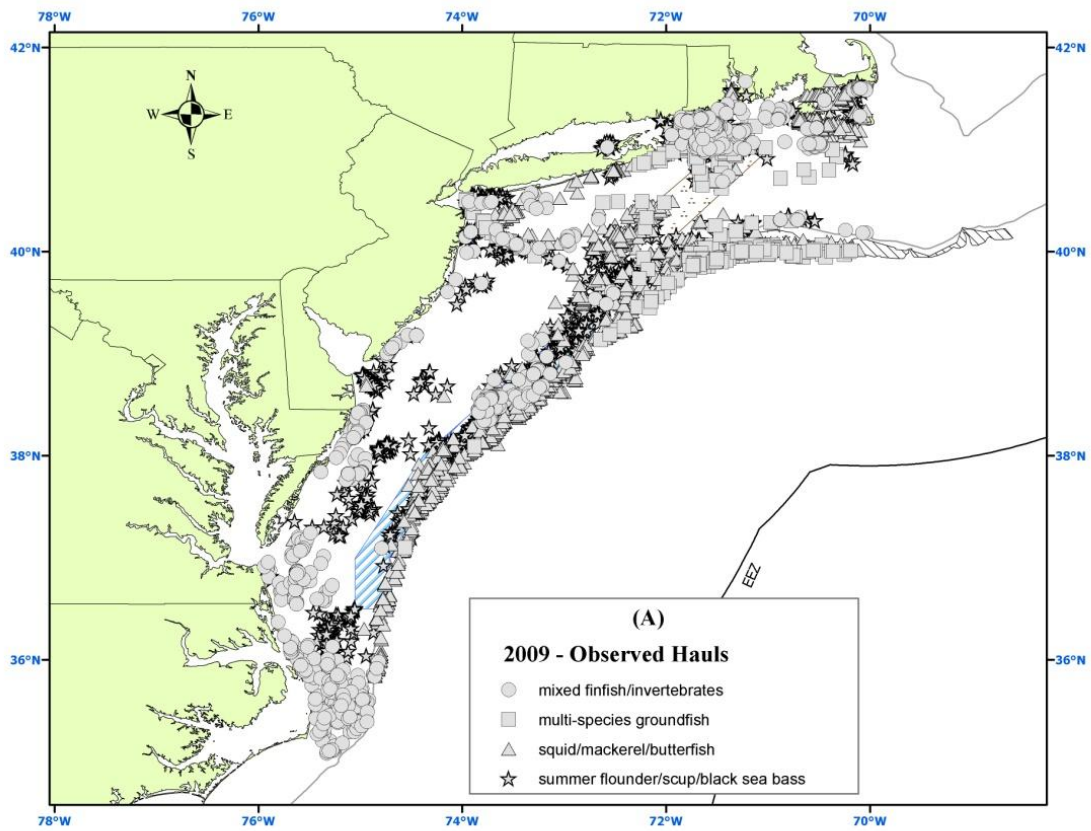 78°W 76°W 74°W 72°W 70°W
42°N 42°N
N
W E
S
40°N 40°N
38°N 38°N
EEZ
(A)
2009 - Observed Hauls
36°N 36°N
mixed finfish/invertebrates
multi-species groundfish
squid/mackerel/butterfish
summer flounder/scup/black sea bass
78°W 76°W 74°W 72°W 70°W